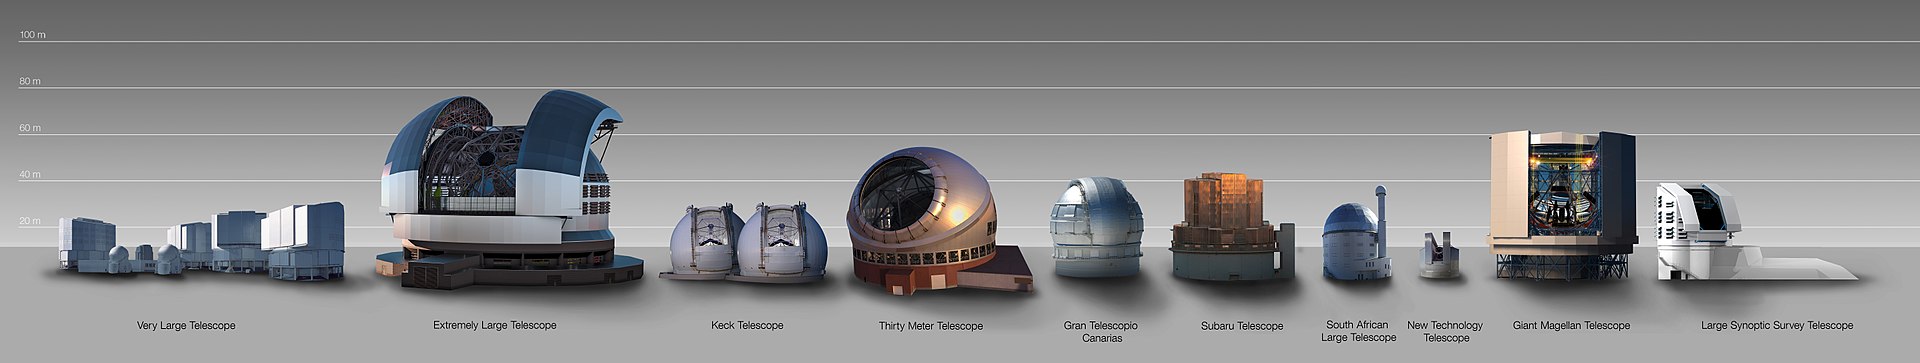 100 m
80 m
60 m
40 m
20 m
Very Large Telescope
Extremely Large Telescope
Keck Telescope
Thirty Meter Telescope
Gran Telescopio
Canarias
Subaru Telescope
South African
Large Telescope
New Technology
Telescope
Giant Magellan Telescope
Large Synoptic Survey Telescope